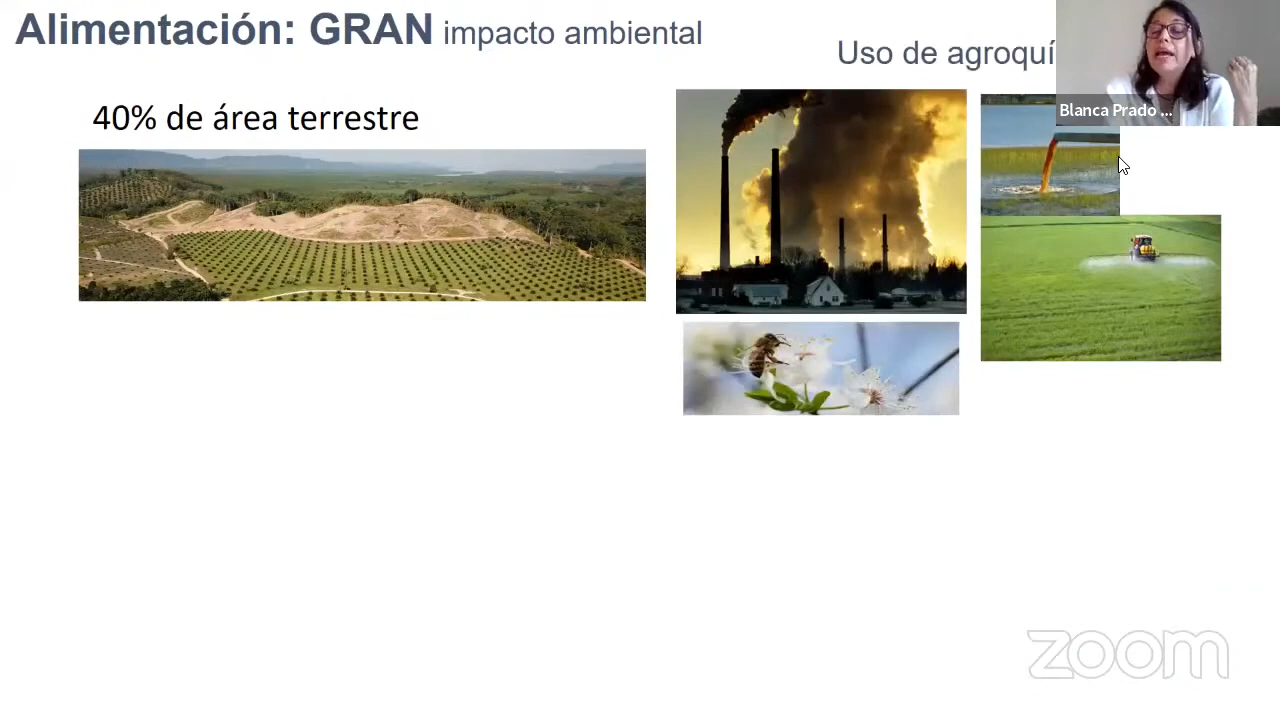 Alimentación: GRAN impacto ambiental
Uso de agroquí
40% de área terrestre
Blanca Prado ...
zoom